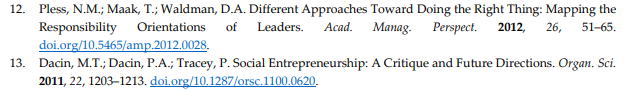 12. Pless, N.M.; Maak, T.; Waldman, D.A. Different Approaches Toward Doing the Right Thing: Mapping the
Responsibility Orientations of Leaders. Acad. Manag. Perspect. 2012, 26, 51–65.
doi.org/10.5465/amp.2012.0028.
13. Dacin, M.T.; Dacin, P.A.; Tracey, P. Social Entrepreneurship: A Critique and Future Directions. Organ. Sci.
2011, 22, 1203–1213. doi.org/10.1287/orsc.1100.0620.